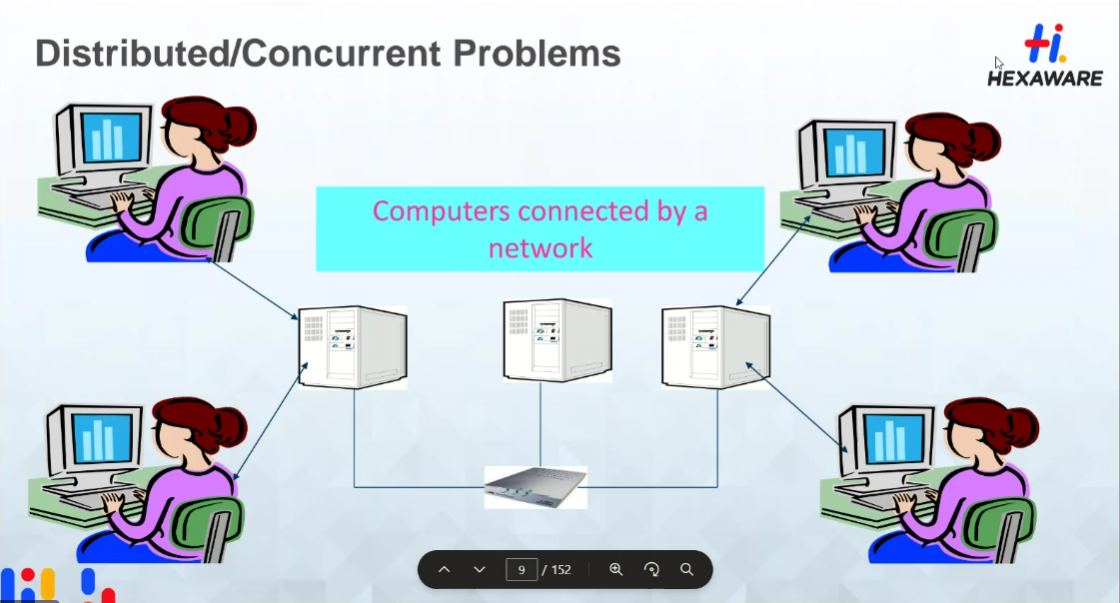 Distributed/Concurrent Problems
HEXAWARE
Computers connected by a
network
9 / 152